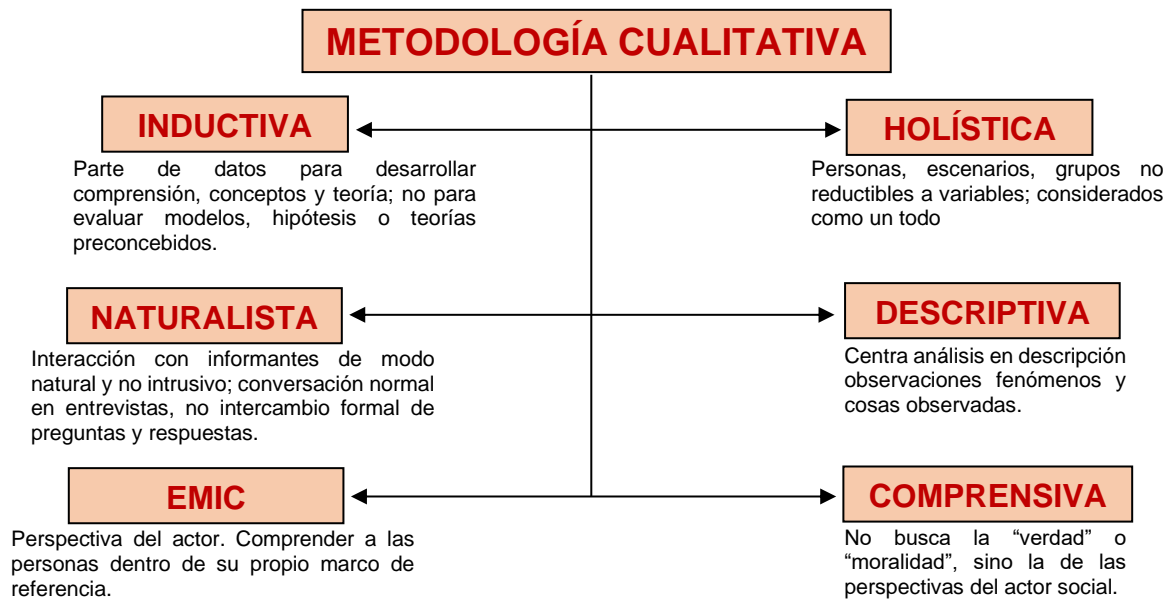 METODOLOGÍA CUALITATIVA
INDUCTIVA
Parte de datos para desarrollar
comprensión, conceptos y teoría; no para
evaluar modelos, hipótesis o teorías
preconcebidos.
HOLÍSTICA
Personas, escenarios, grupos no
reductibles a variables; considerados
como un todo
NATURALISTA
Interacción con informantes de modo
natural y no intrusivo; conversación normal
en entrevistas, no intercambio formal de
preguntas y respuestas.
DESCRIPTIVA
Centra análisis en descripción
observaciones fenómenos y
cosas observadas.
EMIC
Perspectiva del actor. Comprender a las
personas dentro de su propio marco de
referencia.
COMPRENSIVA
No busca la “verdad” o
“moralidad”, sino la de las
perspectivas del actor social.